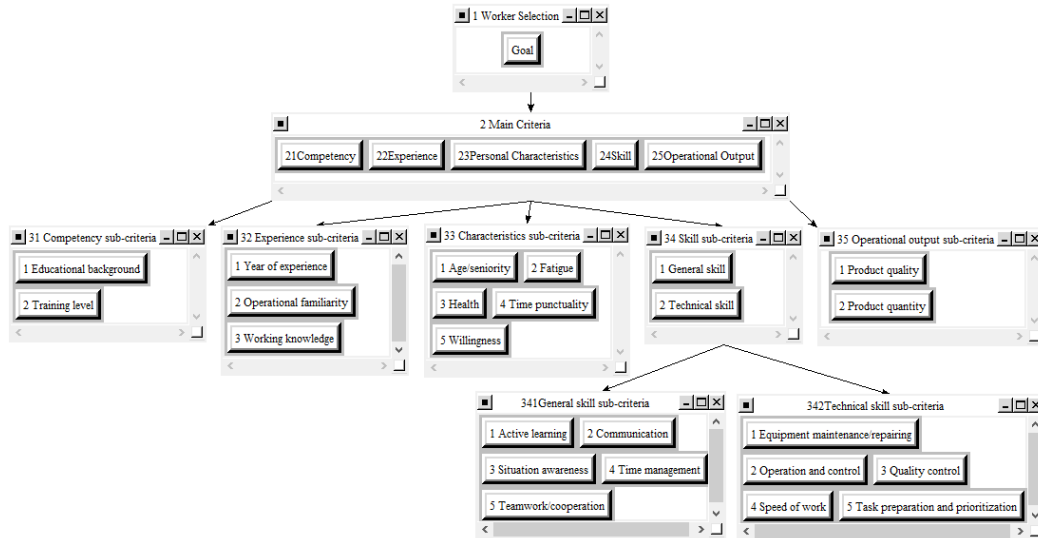 1 Worker Selection
Goal
2 Main Criteria
21Competency
22Experience
23Personal Characteristics
24Skill
25Operational Output
31 Competency sub-criteria
1 Educational background
2 Training level
32 Experience sub-criteria
1 Year of experience
2 Operational familiarity
3 Working knowledge
33 Characteristics sub-criteria
1 Age/seniority
2 Fatigue
3 Health
4 Time punctuality
5 Willingness
34 Skill sub-criteria
1 General skill
2 Technical skill
35 Operational output sub-criteria
1 Product quality
2 Product quantity
341General skill sub-criteria
1 Active learning
2 Communication
3 Situation awareness
4 Time management
5 Teamwork/cooperation
342Technical skill sub-criteria
1 Equipment maintenance/repairing
2 Operation and control
3 Quality control
4 Speed of work
5 Task preparation and prioritization